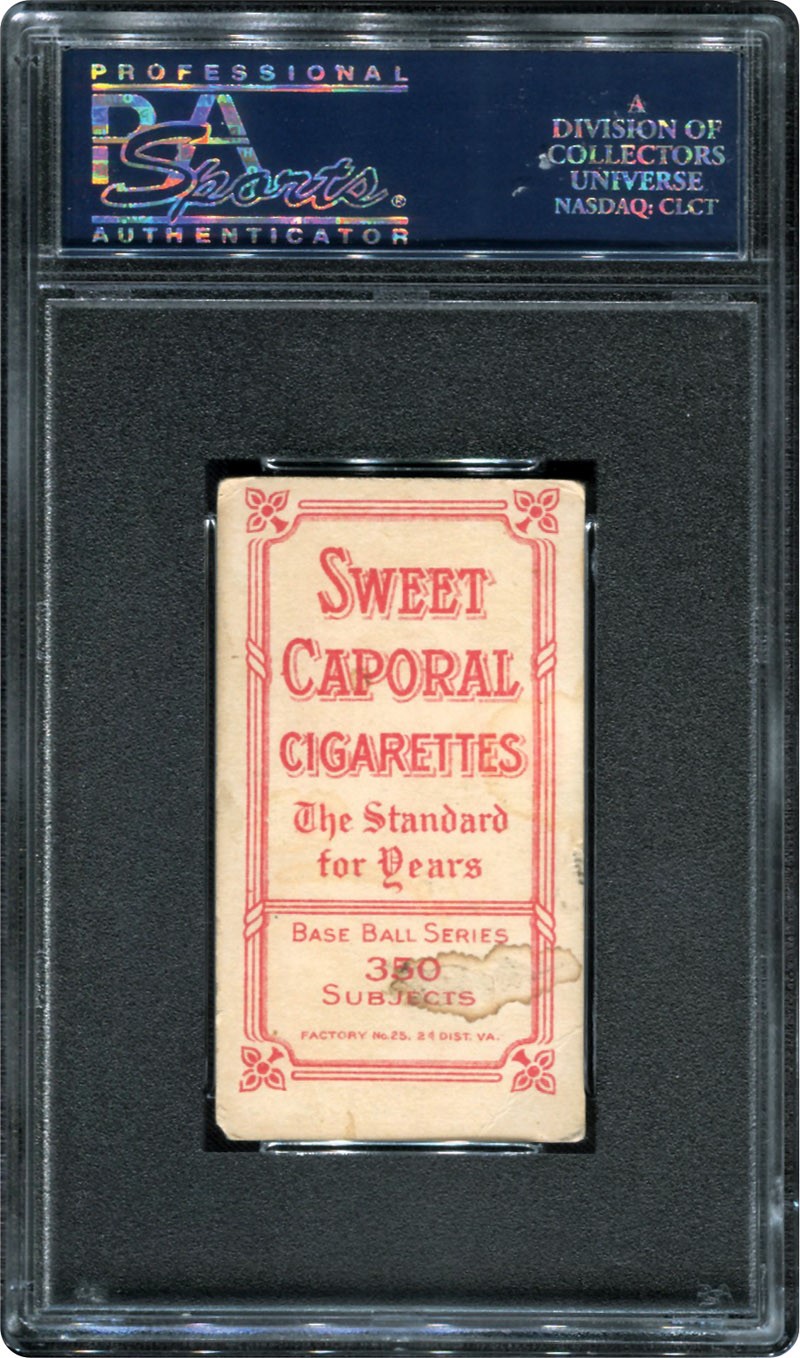 PROFESSIONAL
PSA
Sports®
AUTHENTICATOR
A
DIVISION OF
COLLECTORS
UNIVERSE
NASDAQ: CLCT
SWEET
CAPORAL
CIGARETTES
The Standard
for Years
BASE BALL SERIES
350
SUBJECTS
FACTORY No. 25, 2d DIST. VA.
PSA